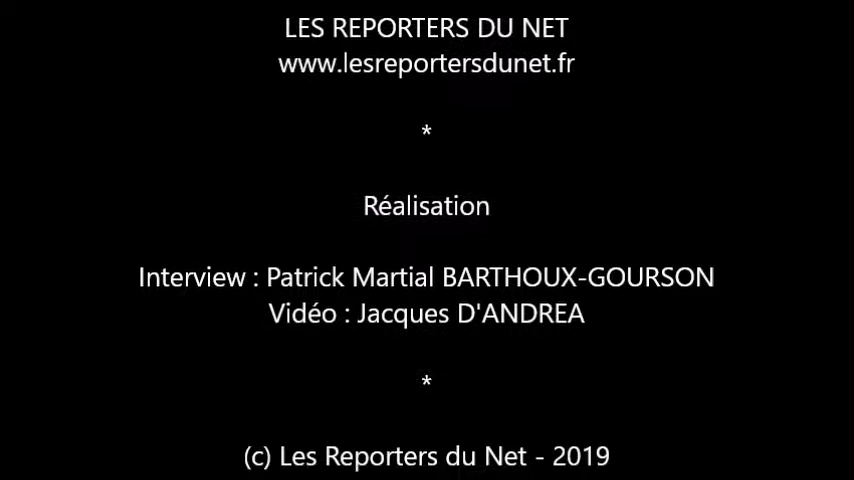 LES REPORTERS DU NET
www.lesreportersdunet.fr
*
Réalisation
Interview : Patrick Martial BARTHOUX-GOURSON
Vidéo : Jacques D'ANDREA
*
(c) Les Reporters du Net - 2019